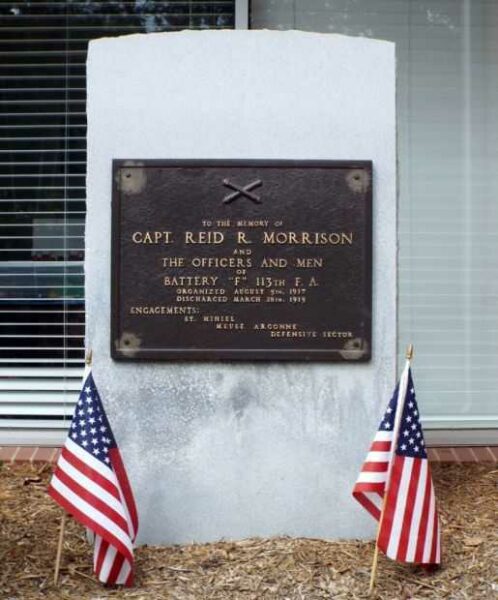 TO THE MEMORY OF
CAPT. REID R. MORRISON
AND
THE OFFICERS AND MEN
OF
BATTERY "F" 113TH F. A.
ORGANIZED AUGUST 5TH, 1917
DISCHARGED MARCH 28TH, 1919
ENGAGEMENTS:
ST. MIHIEL
MEUSE ARGONNE
DEFENSIVE SECTOR